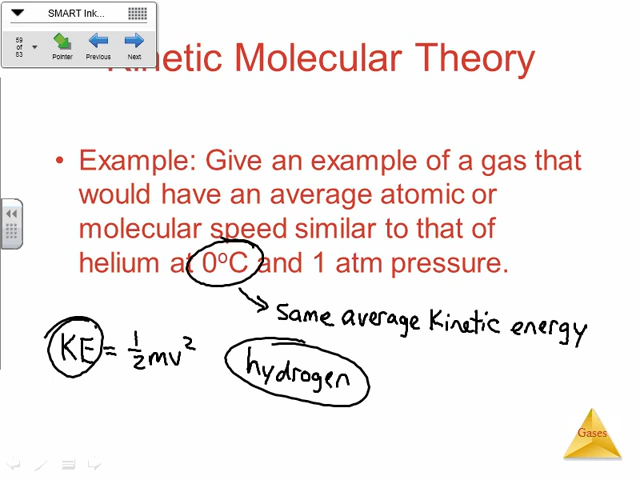 SMART Ink...
59
of
83
Pointer
Previous
Next
Kinetic Molecular Theory
• Example: Give an example of a gas that
would have an average atomic or
molecular speed similar to that of
helium at 0°C and 1 atm pressure.
same average kinetic energy
KE = 1/2 mv²
hydrogen
Gases